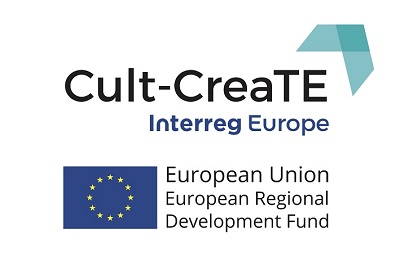 Cult-CreaTE
Interreg Europe
European Union
European Regional
Development Fund